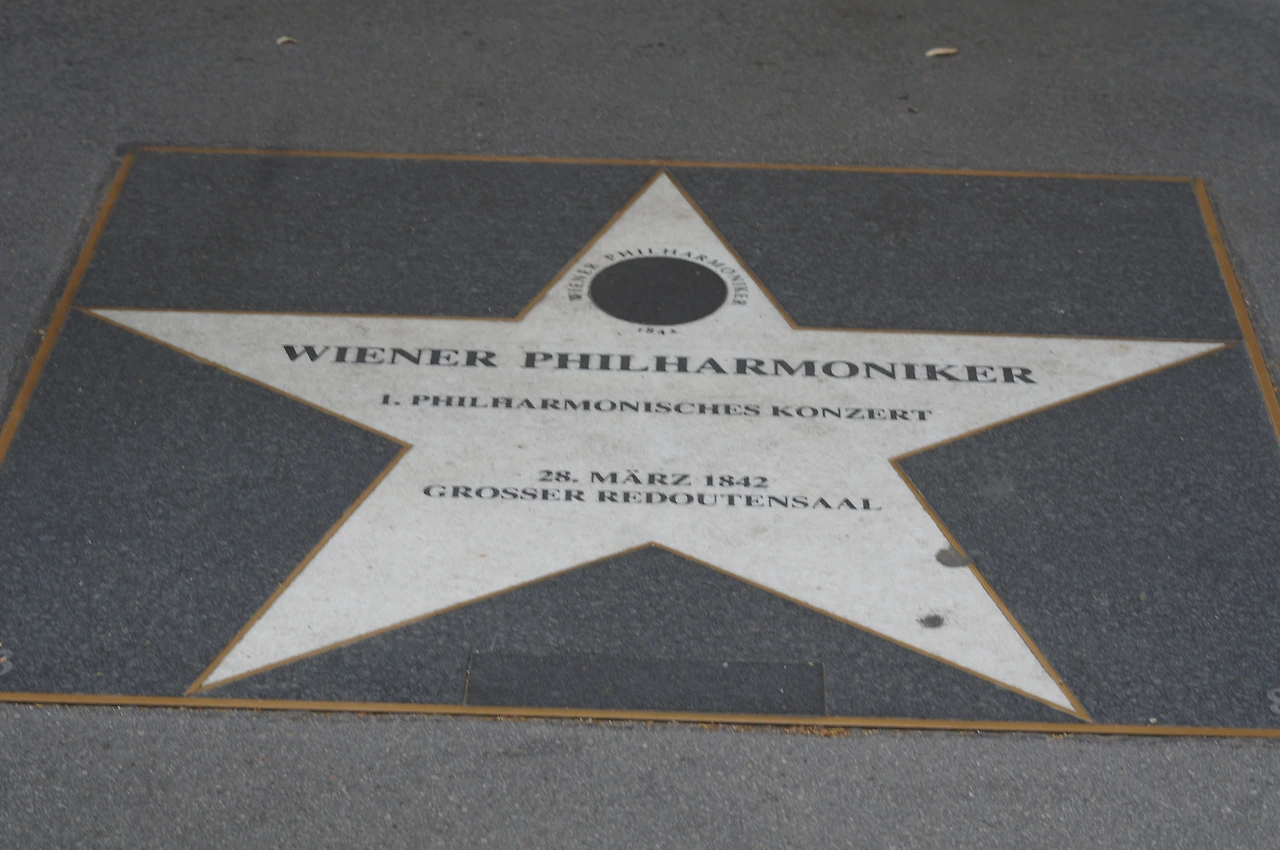 WIENER PHILHARMONIKER
1842
WIENER PHILHARMONIKER
1. PHILHARMONISCHES KONZERT
28. MÄRZ 1842
GROSSER REDOUTENSAAL